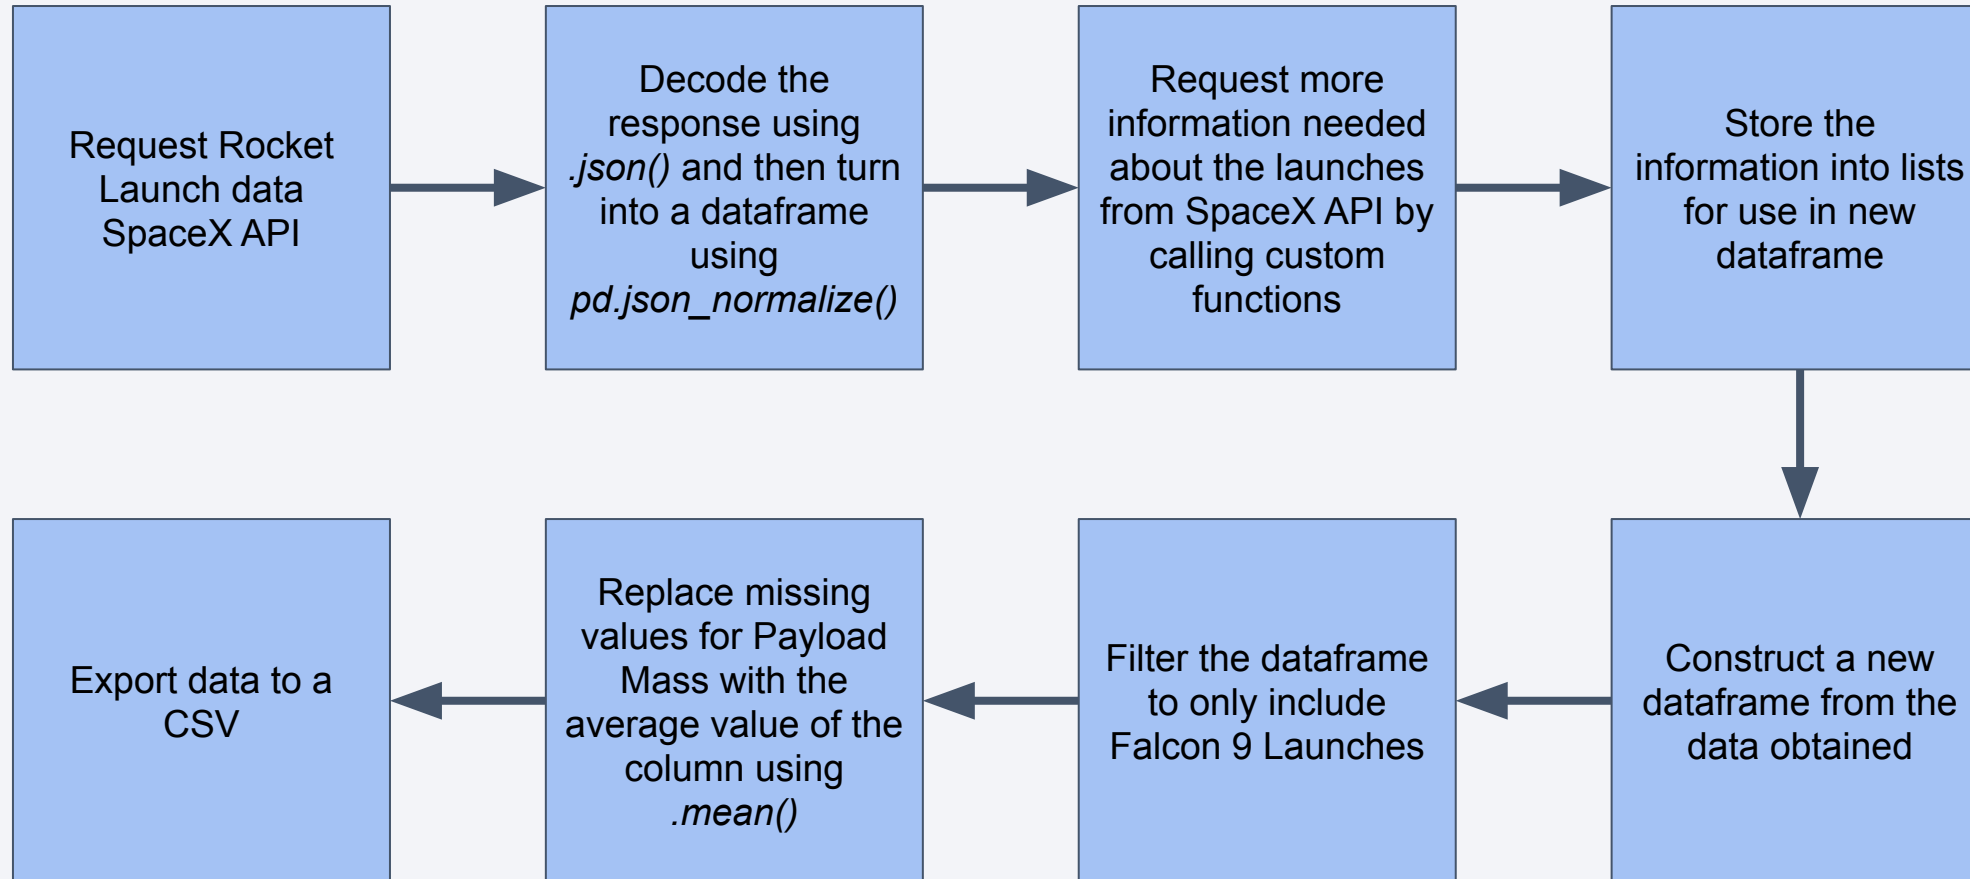 Request Rocket
Launch data
SpaceX API
Decode the
response using
.json() and then turn
into a dataframe
using
pd.json_normalize()
Request more
information needed
about the launches
from SpaceX API by
calling custom
functions
Store the
information into lists
for use in new
dataframe
Construct a new
dataframe from the
data obtained
Filter the dataframe
to only include
Falcon 9 Launches
Replace missing
values for Payload
Mass with the
average value of the
column using
.mean()
Export data to a
CSV